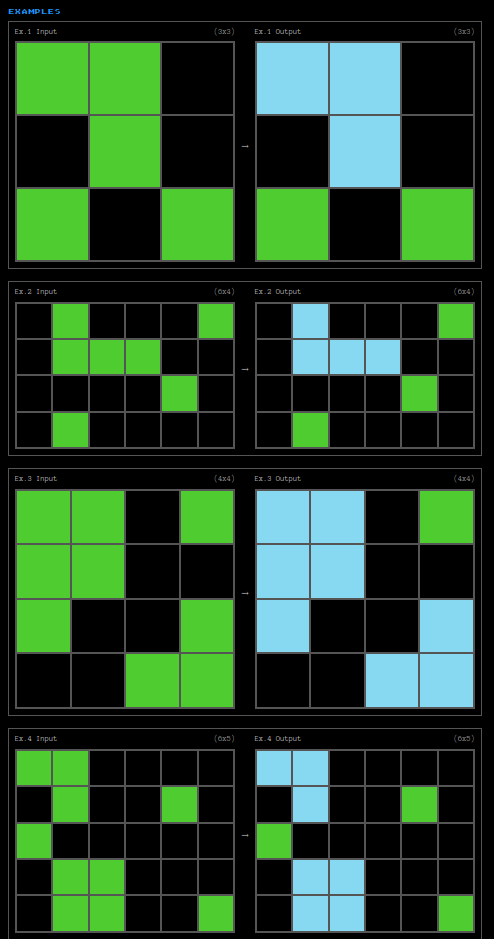 EXAMPLES
Ex.1 Input (3x3) Ex.1 Output (3x3)
→
Ex.2 Input (6x4) Ex.2 Output (6x4)
→
Ex.3 Input (4x4) Ex.3 Output (4x4)
→
Ex.4 Input (6x5) Ex.4 Output (6x5)
→